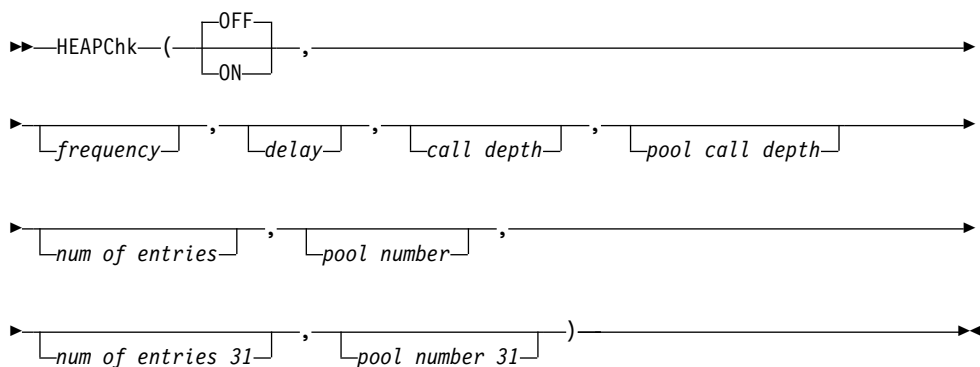 OFF
HEAPChk ( ,
ON
, , ,
frequency delay call depth pool call depth
, ,
num of entries pool number
, )
num of entries 31 pool number 31